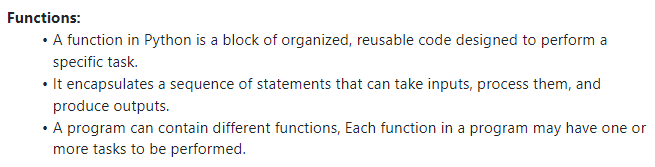 Functions:
• A function in Python is a block of organized, reusable code designed to perform a
specific task.
• It encapsulates a sequence of statements that can take inputs, process them, and
produce outputs.
• A program can contain different functions, Each function in a program may have one or
more tasks to be performed.